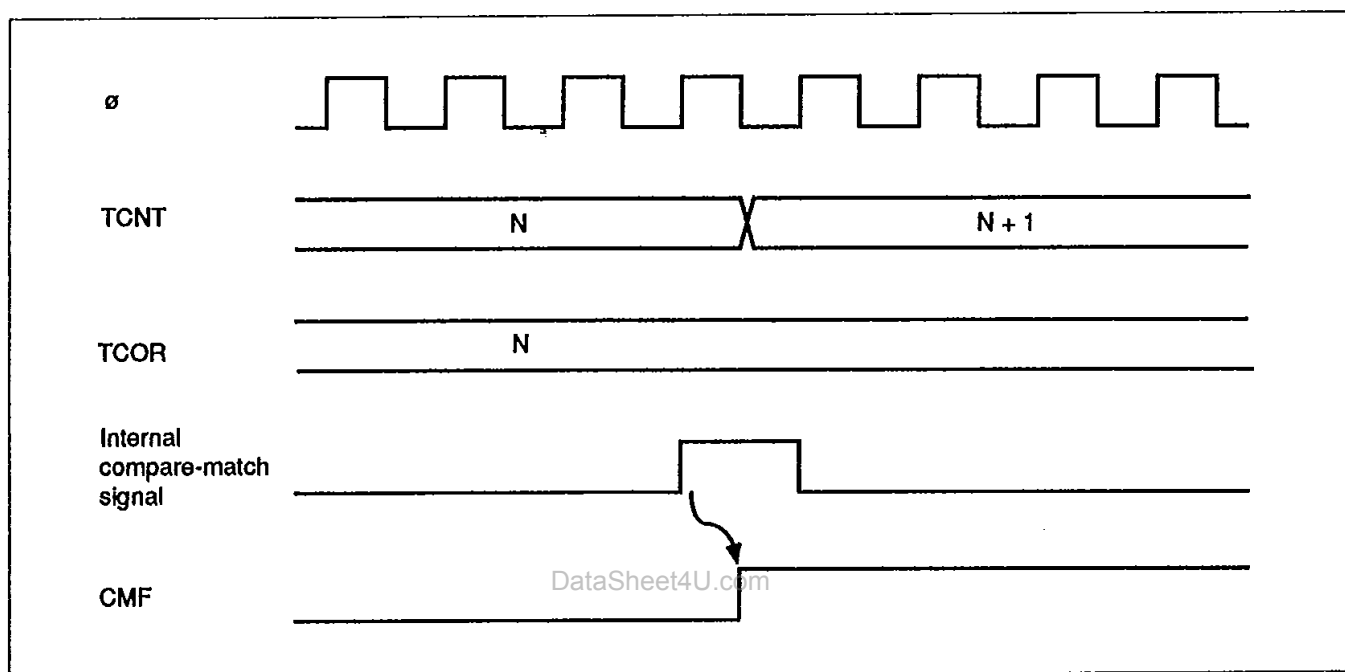 ø
TCNT
N
N + 1
TCOR
N
Internal
compare-match
signal
DataSheet4U.com
CMF